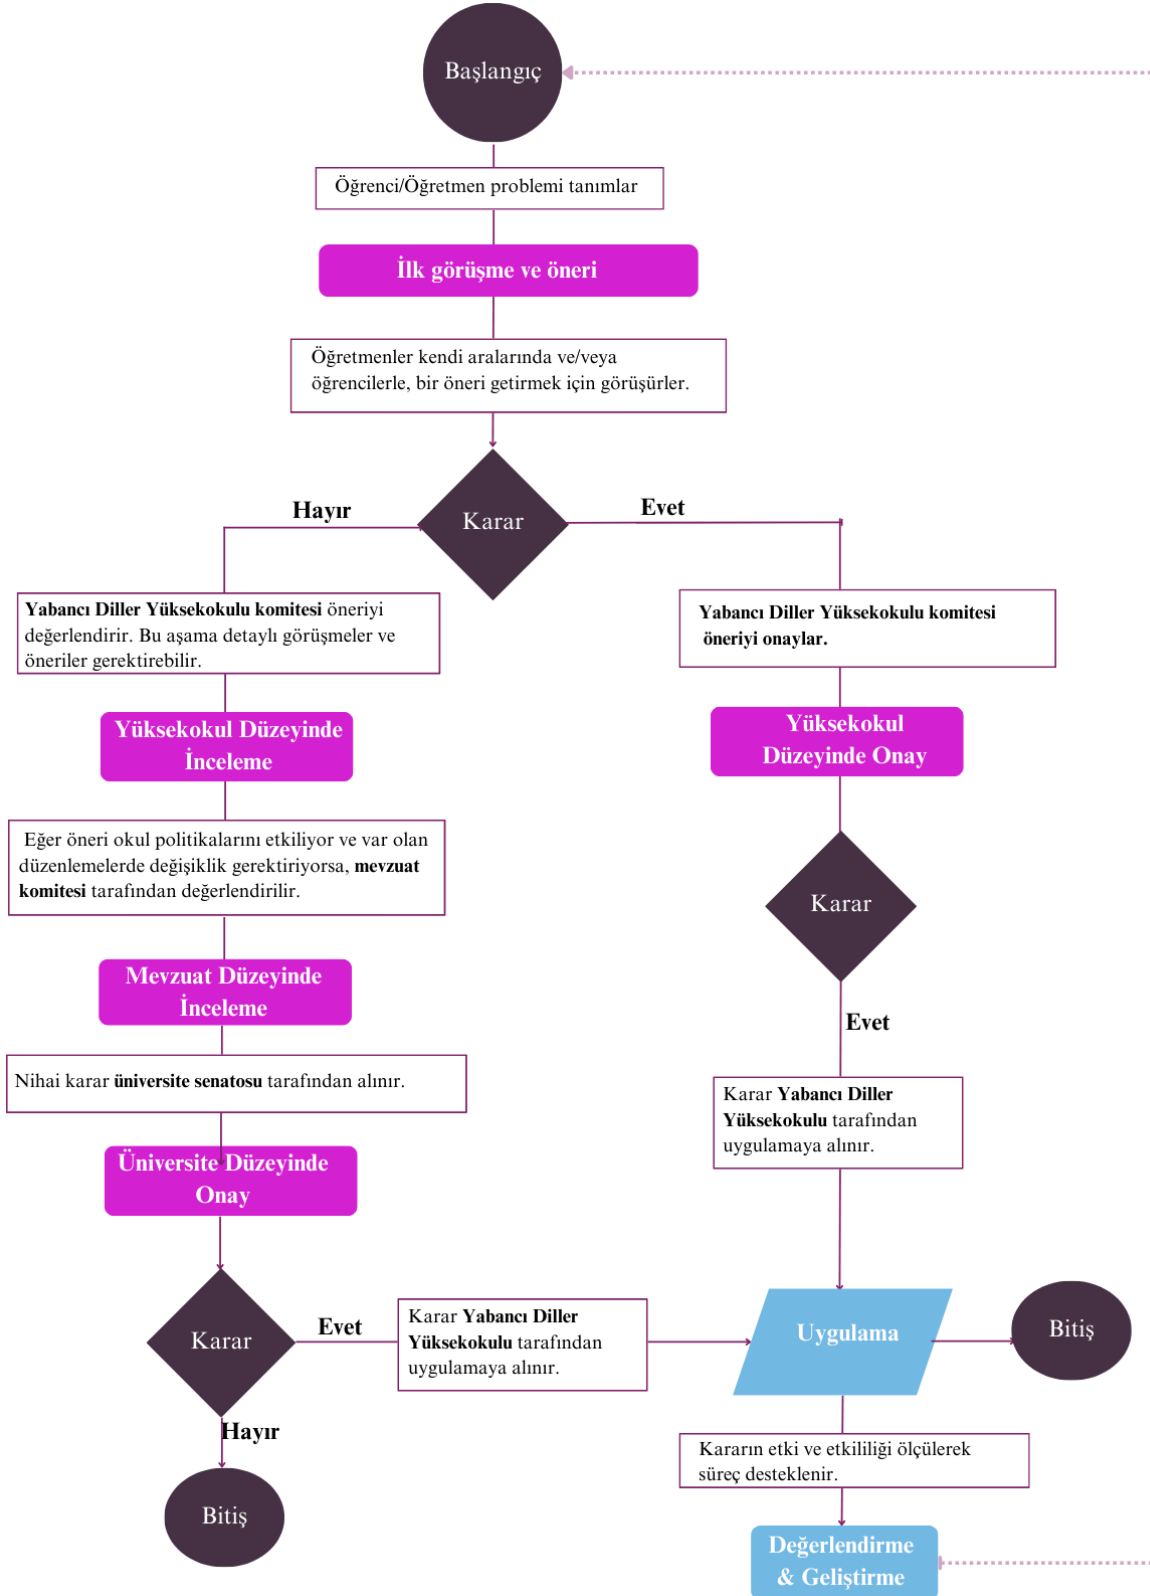 Başlangıç
Öğrenci/Öğretmen problemi tanımlar
İlk görüşme ve öneri
Öğretmenler kendi aralarında ve/veya
öğrencilerle, bir öneri getirmek için görüşürler.
Karar
Hayır
Evet
Yabancı Diller Yüksekokulu komitesi öneriyi
değerlendirir. Bu aşama detaylı görüşmeler ve
öneriler gerektirebilir.
Yabancı Diller Yüksekokulu komitesi
öneriyi onaylar.
Yüksekokul Düzeyinde
İnceleme
Yüksekokul
Düzeyinde Onay
Eğer öneri okul politikalarını etkiliyor ve var olan
düzenlemelerde değişiklik gerektiriyorsa, mevzuat
komitesi tarafından değerlendirilir.
Karar
Mevzuat Düzeyinde
İnceleme
Evet
Nihai karar üniversite senatosu tarafından alınır.
Karar Yabancı Diller
Yüksekokulu tarafından
uygulamaya alınır.
Üniversite Düzeyinde
Onay
Karar
Evet
Karar Yabancı Diller
Yüksekokulu tarafından
uygulamaya alınır.
Uygulama
Bitiş
Hayır
Bitiş
Kararın etki ve etkililiği ölçülerek
süreç desteklenir.
Değerlendirme
& Geliştirme